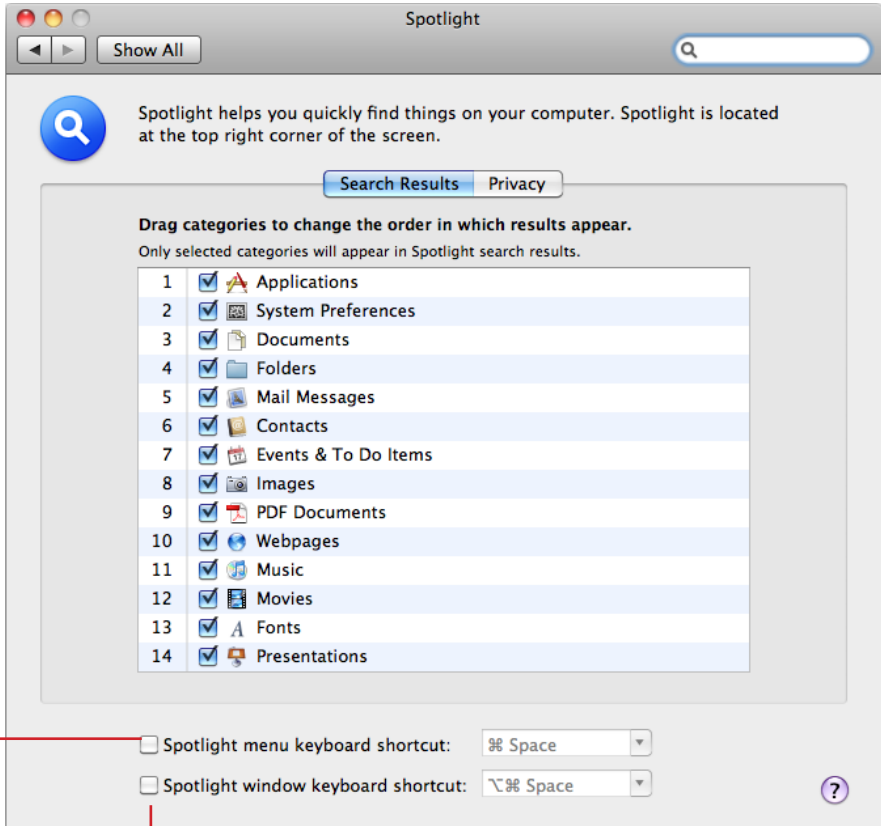 Spotlight
Show All
Spotlight helps you quickly find things on your computer. Spotlight is located
at the top right corner of the screen.
Search Results Privacy
Drag categories to change the order in which results appear.
Only selected categories will appear in Spotlight search results.
1 Applications
2 System Preferences
3 Documents
4 Folders
5 Mail Messages
6 Contacts
7 Events & To Do Items
8 Images
9 PDF Documents
10 Webpages
11 Music
12 Movies
13 Fonts
14 Presentations
Spotlight menu keyboard shortcut: ⌘ Space
Spotlight window keyboard shortcut: ⌥⌘ Space
?